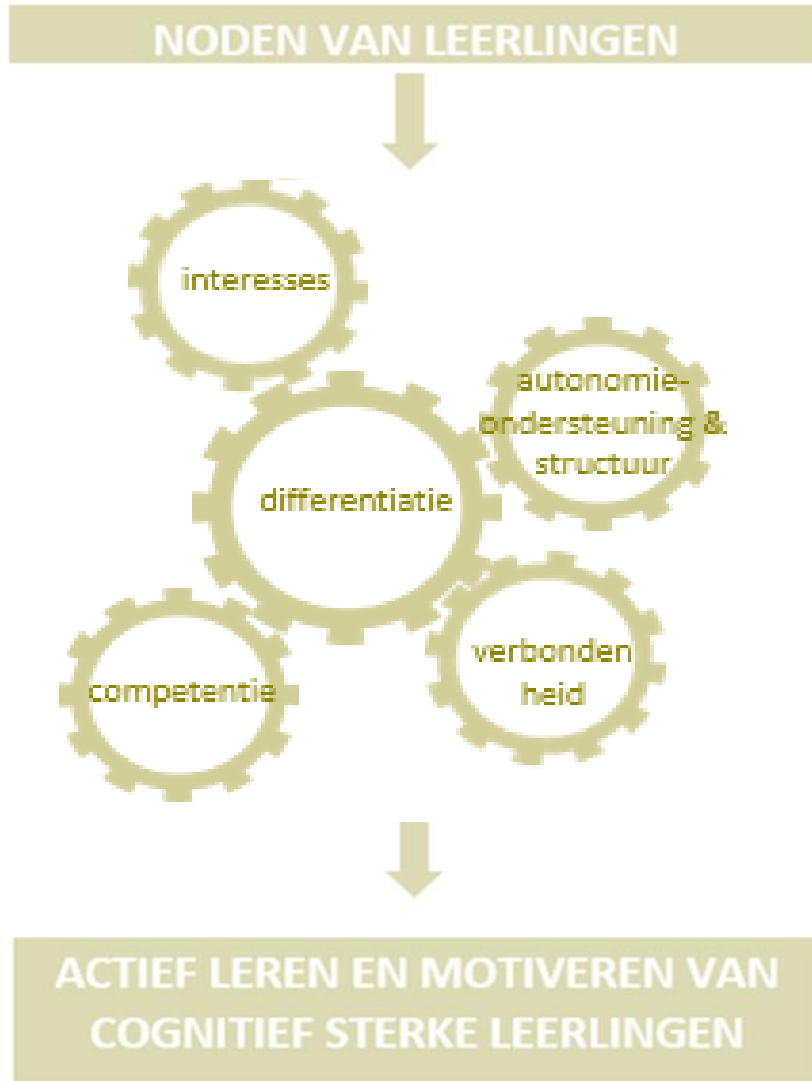 NODEN VAN LEERLINGEN
interesses
autonomie-
ondersteuning &
structuur
differentiatie
verbonden
heid
competentie
ACTIEF LEREN EN MOTIVEREN VAN
COGNITIEF STERKE LEERLINGEN